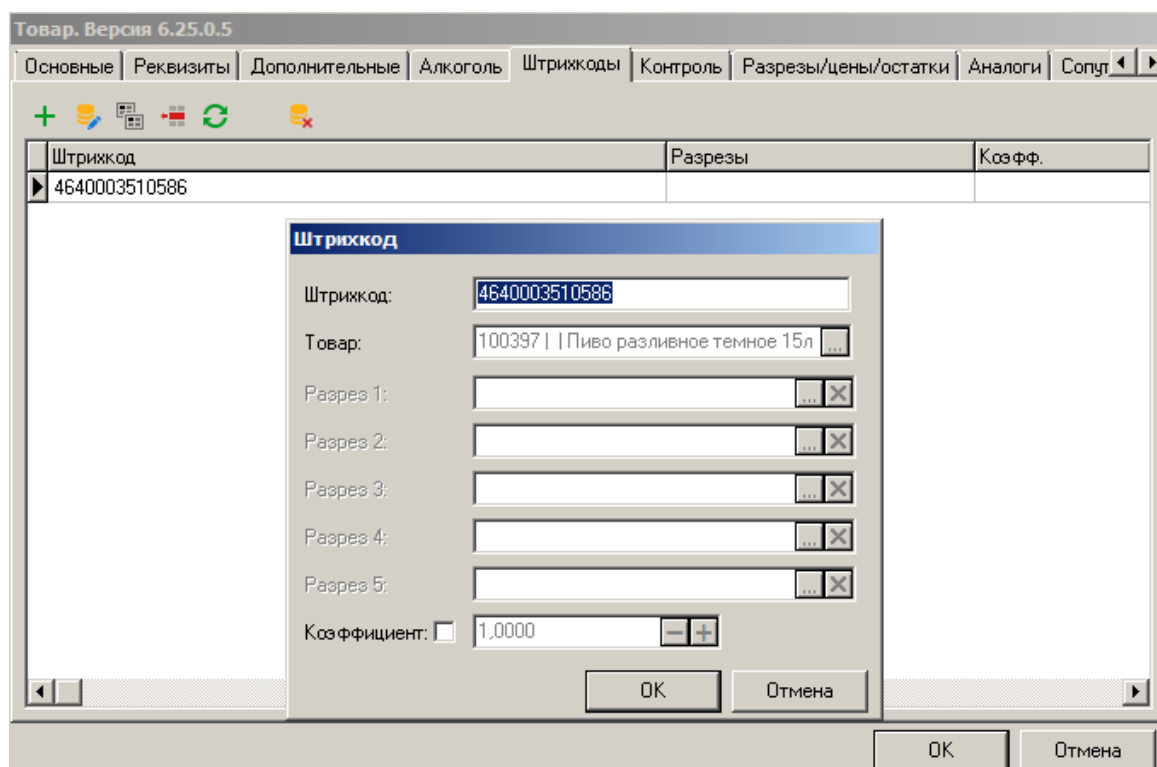 Товар. Версия 6.25.0.5
Основные Реквизиты Дополнительные Алкоголь Штрихкоды Контроль Разрезы/цены/остатки Аналоги Сопут
Штрихкод Разрезы Коэфф.
4640003510586
Штрихкод
Штрихкод: 4640003510586
Товар: 100397 | | Пиво разливное темное 15л ...
Разрез 1: ...
Разрез 2: ...
Разрез 3: ...
Разрез 4: ...
Разрез 5: ...
Коэффициент: 1,0000
OK Отмена
OK Отмена